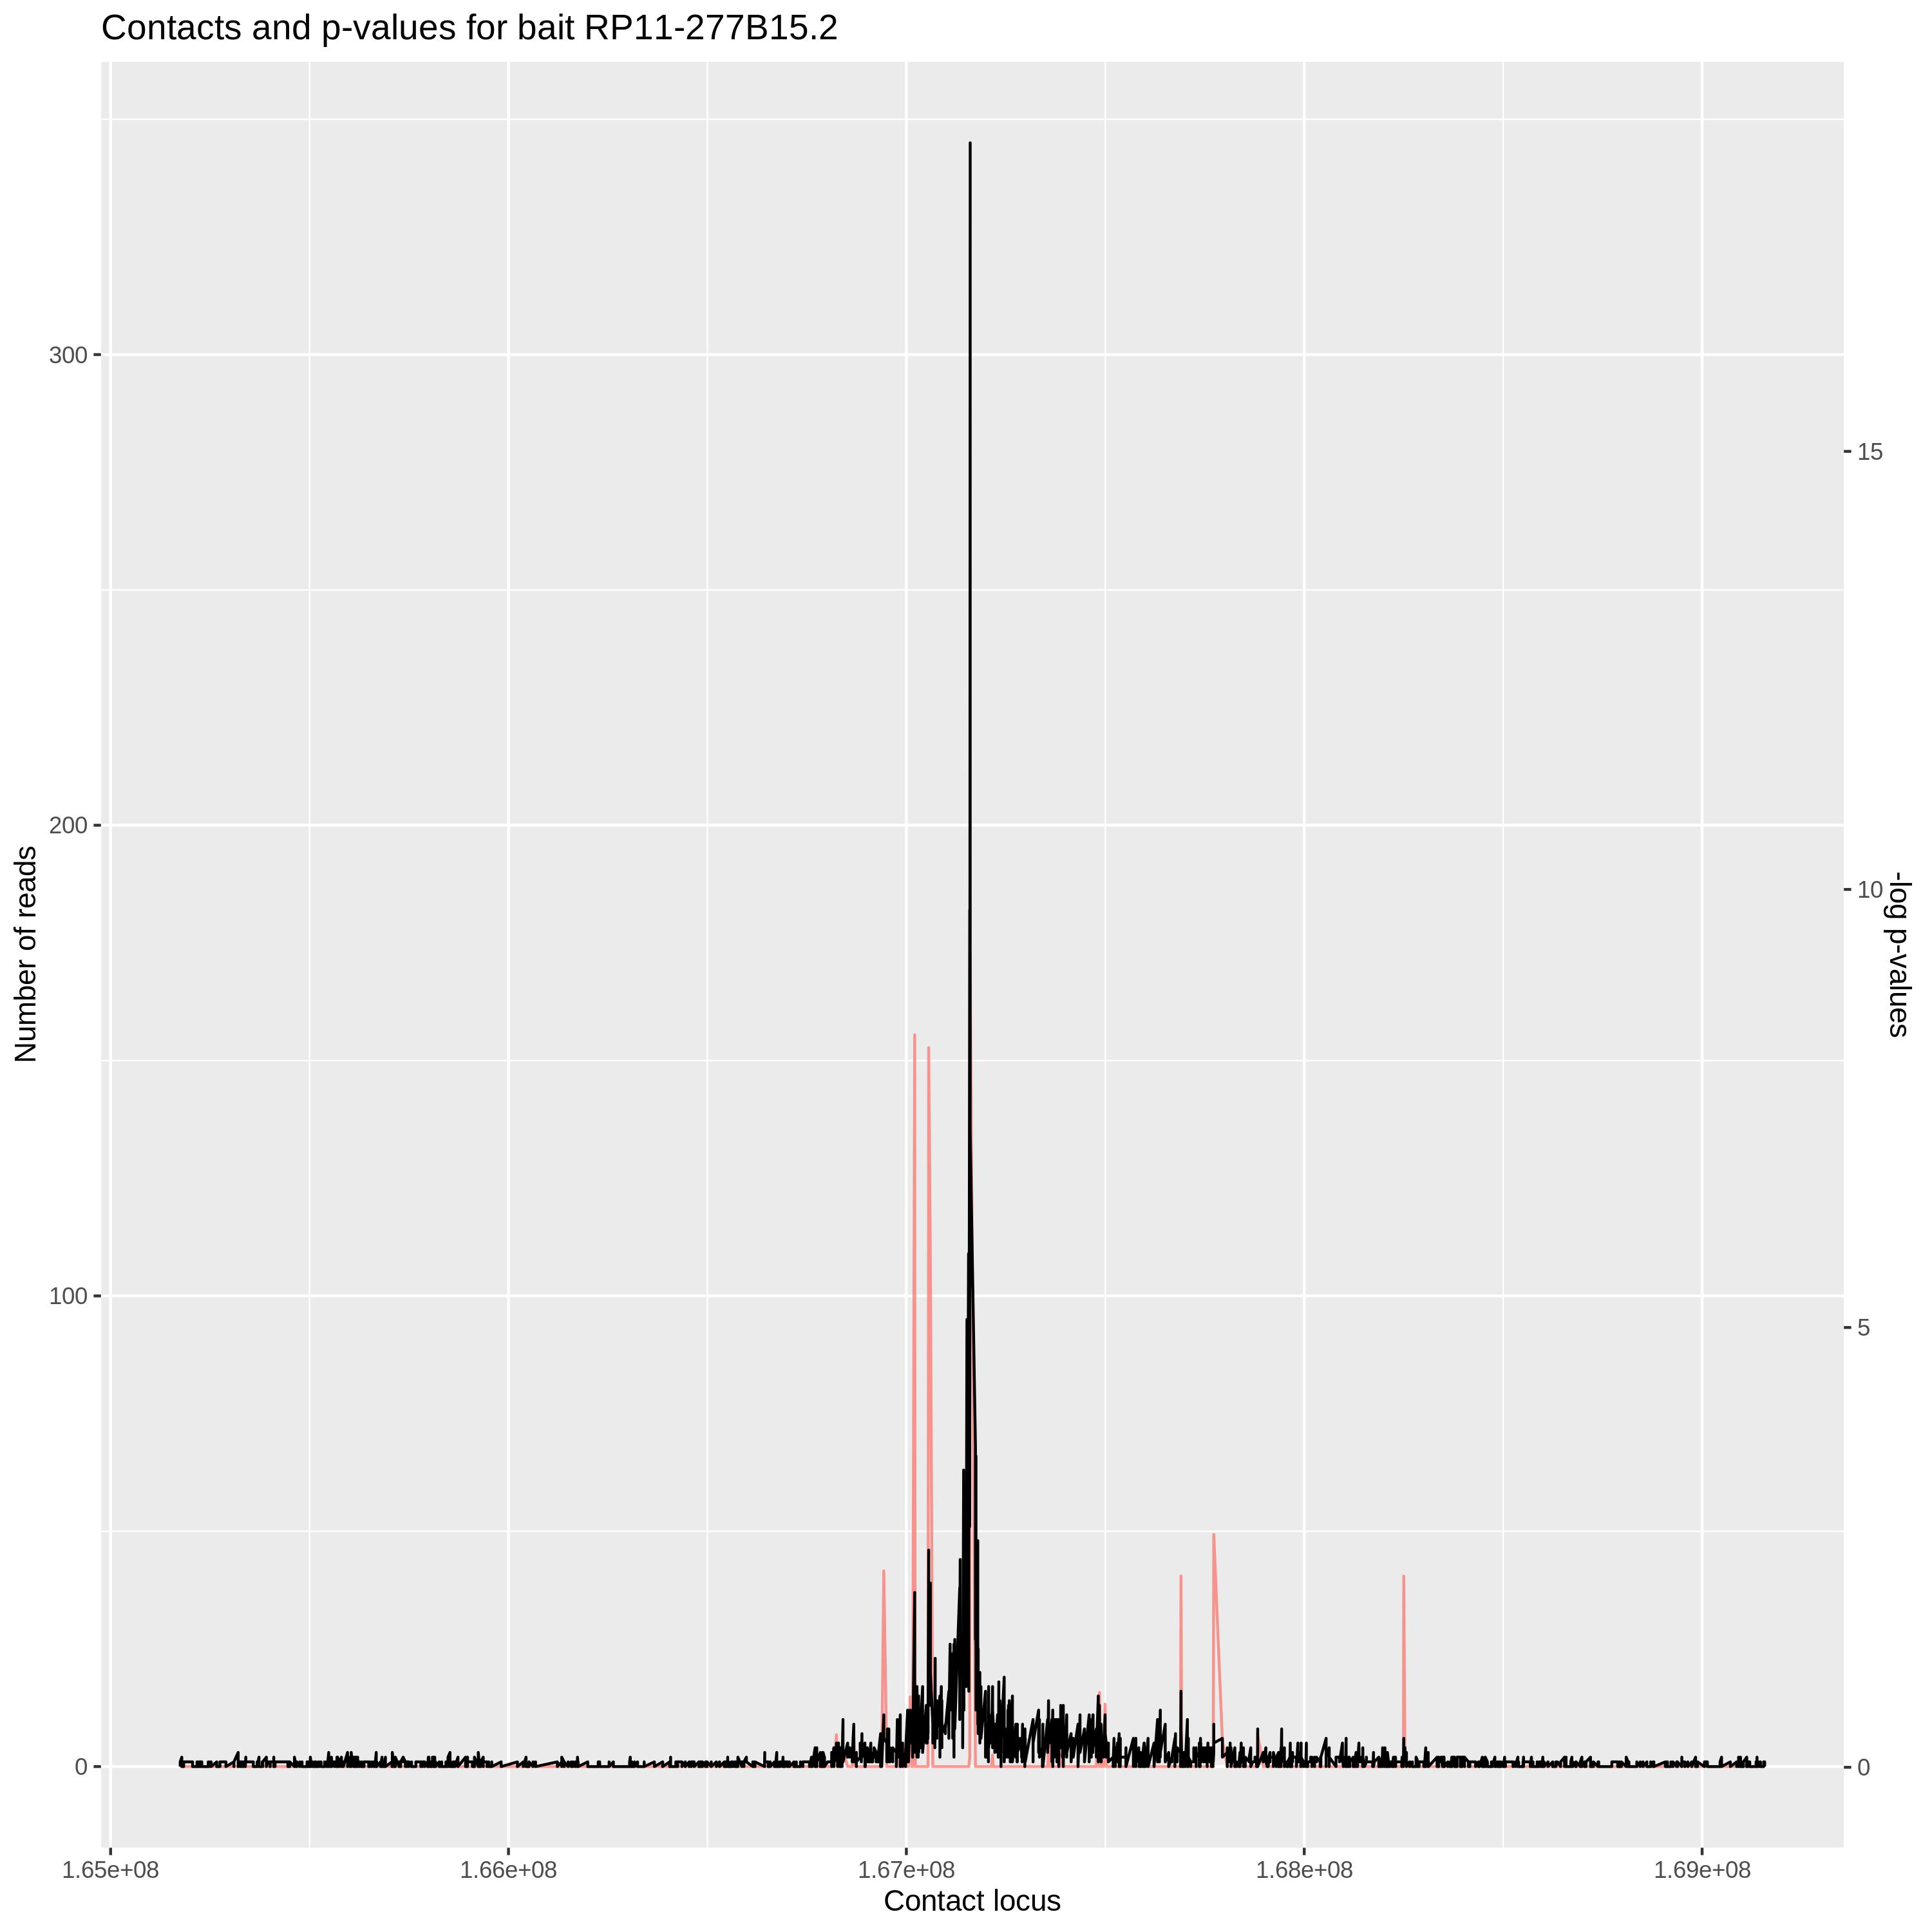 Contacts and p-values for bait RP11-277B15.2
Number of reads
300
200
100
0
15
10
5
0
-log p-values
1.65e+08
1.66e+08
1.67e+08
1.68e+08
1.69e+08
Contact locus